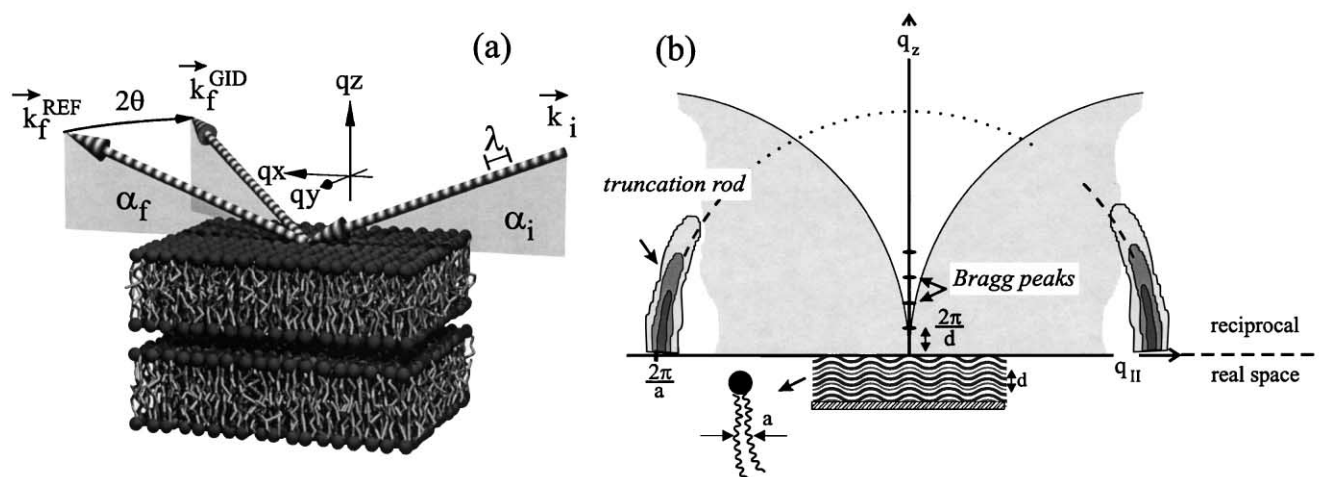 (a)
k_f^REF
2θ
k_f^GID
qz
k_i
λ
qx
qy
α_f
α_i
(b)
q_z
truncation rod
Bragg peaks
2π
d
reciprocal
2π
a
q_II
real space
d
a